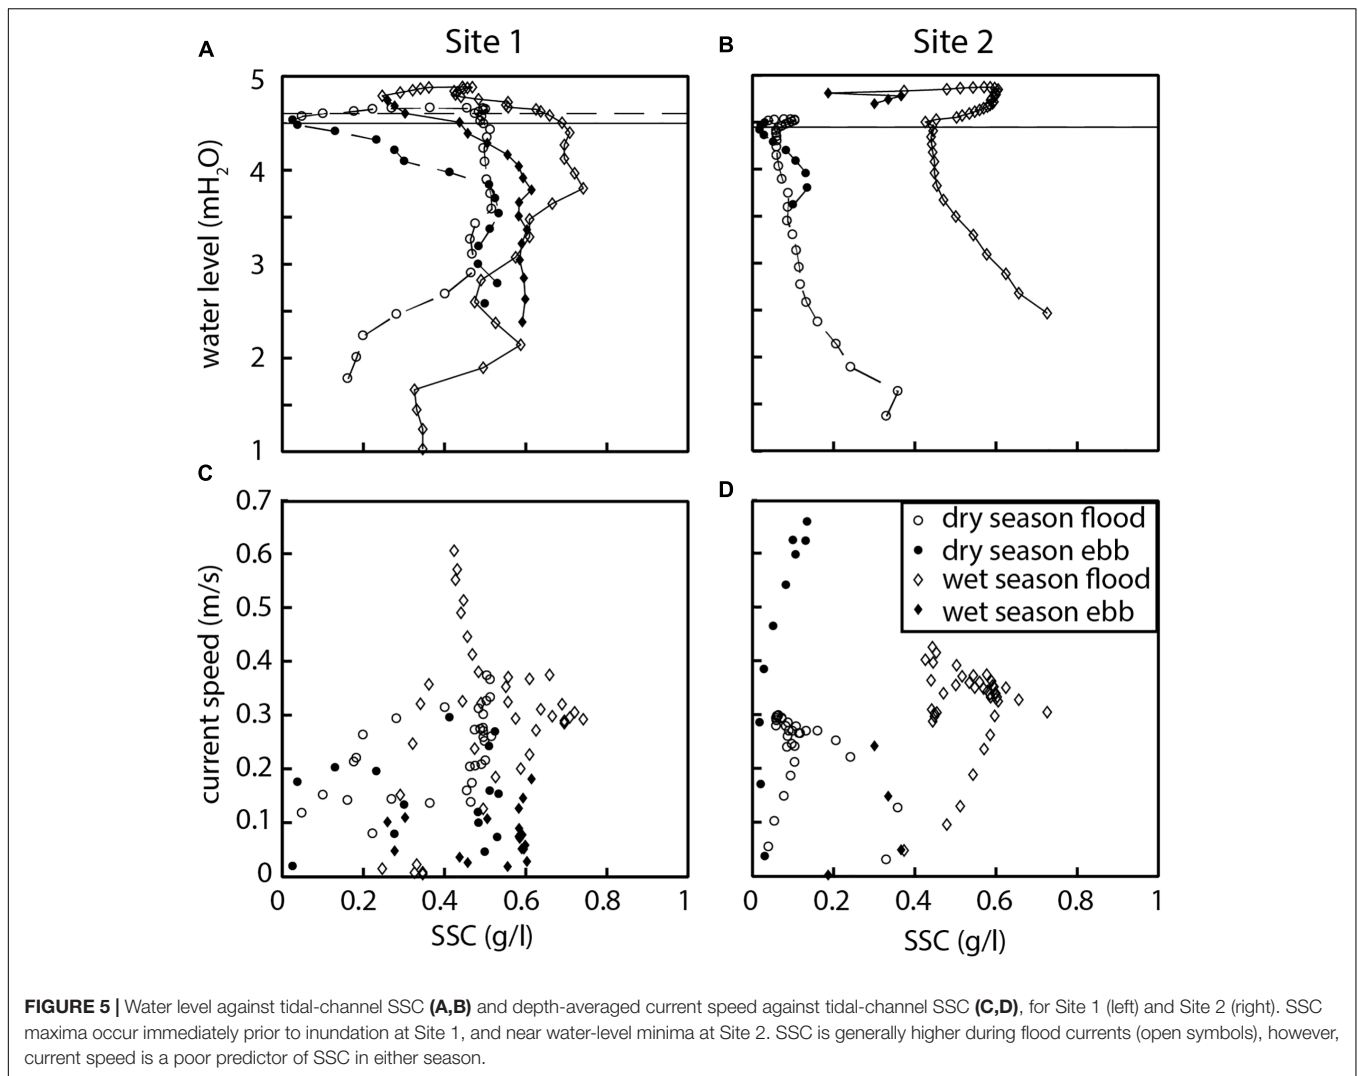 A
Site 1
B
Site 2
5
4
3
2
1
water level (mH2O)
C
D
0.7
0.6
0.5
0.4
0.3
0.2
0.1
0
current speed (m/s)
dry season flood
dry season ebb
wet season flood
wet season ebb
0 0.2 0.4 0.6 0.8 1
0 0.2 0.4 0.6 0.8 1
SSC (g/l)
SSC (g/l)
FIGURE 5 | Water level against tidal-channel SSC (A,B) and depth-averaged current speed against tidal-channel SSC (C,D), for Site 1 (left) and Site 2 (right). SSC
maxima occur immediately prior to inundation at Site 1, and near water-level minima at Site 2. SSC is generally higher during flood currents (open symbols), however,
current speed is a poor predictor of SSC in either season.